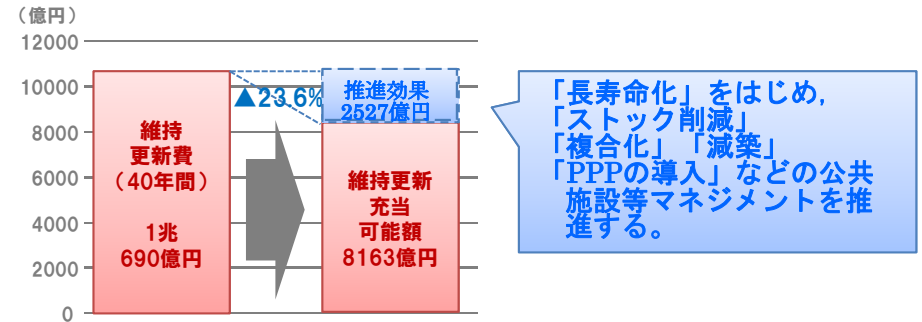 （億円）
12000
10000
8000
6000
4000
2000
0
維持
更新費
（40年間）
1兆
690億円
▲23.6%
推進効果
2527億円
維持更新
充当
可能額
8163億円
「長寿命化」をはじめ,
「ストック削減」
「複合化」「減築」
「PPPの導入」などの公共
施設等マネジメントを推
進する。